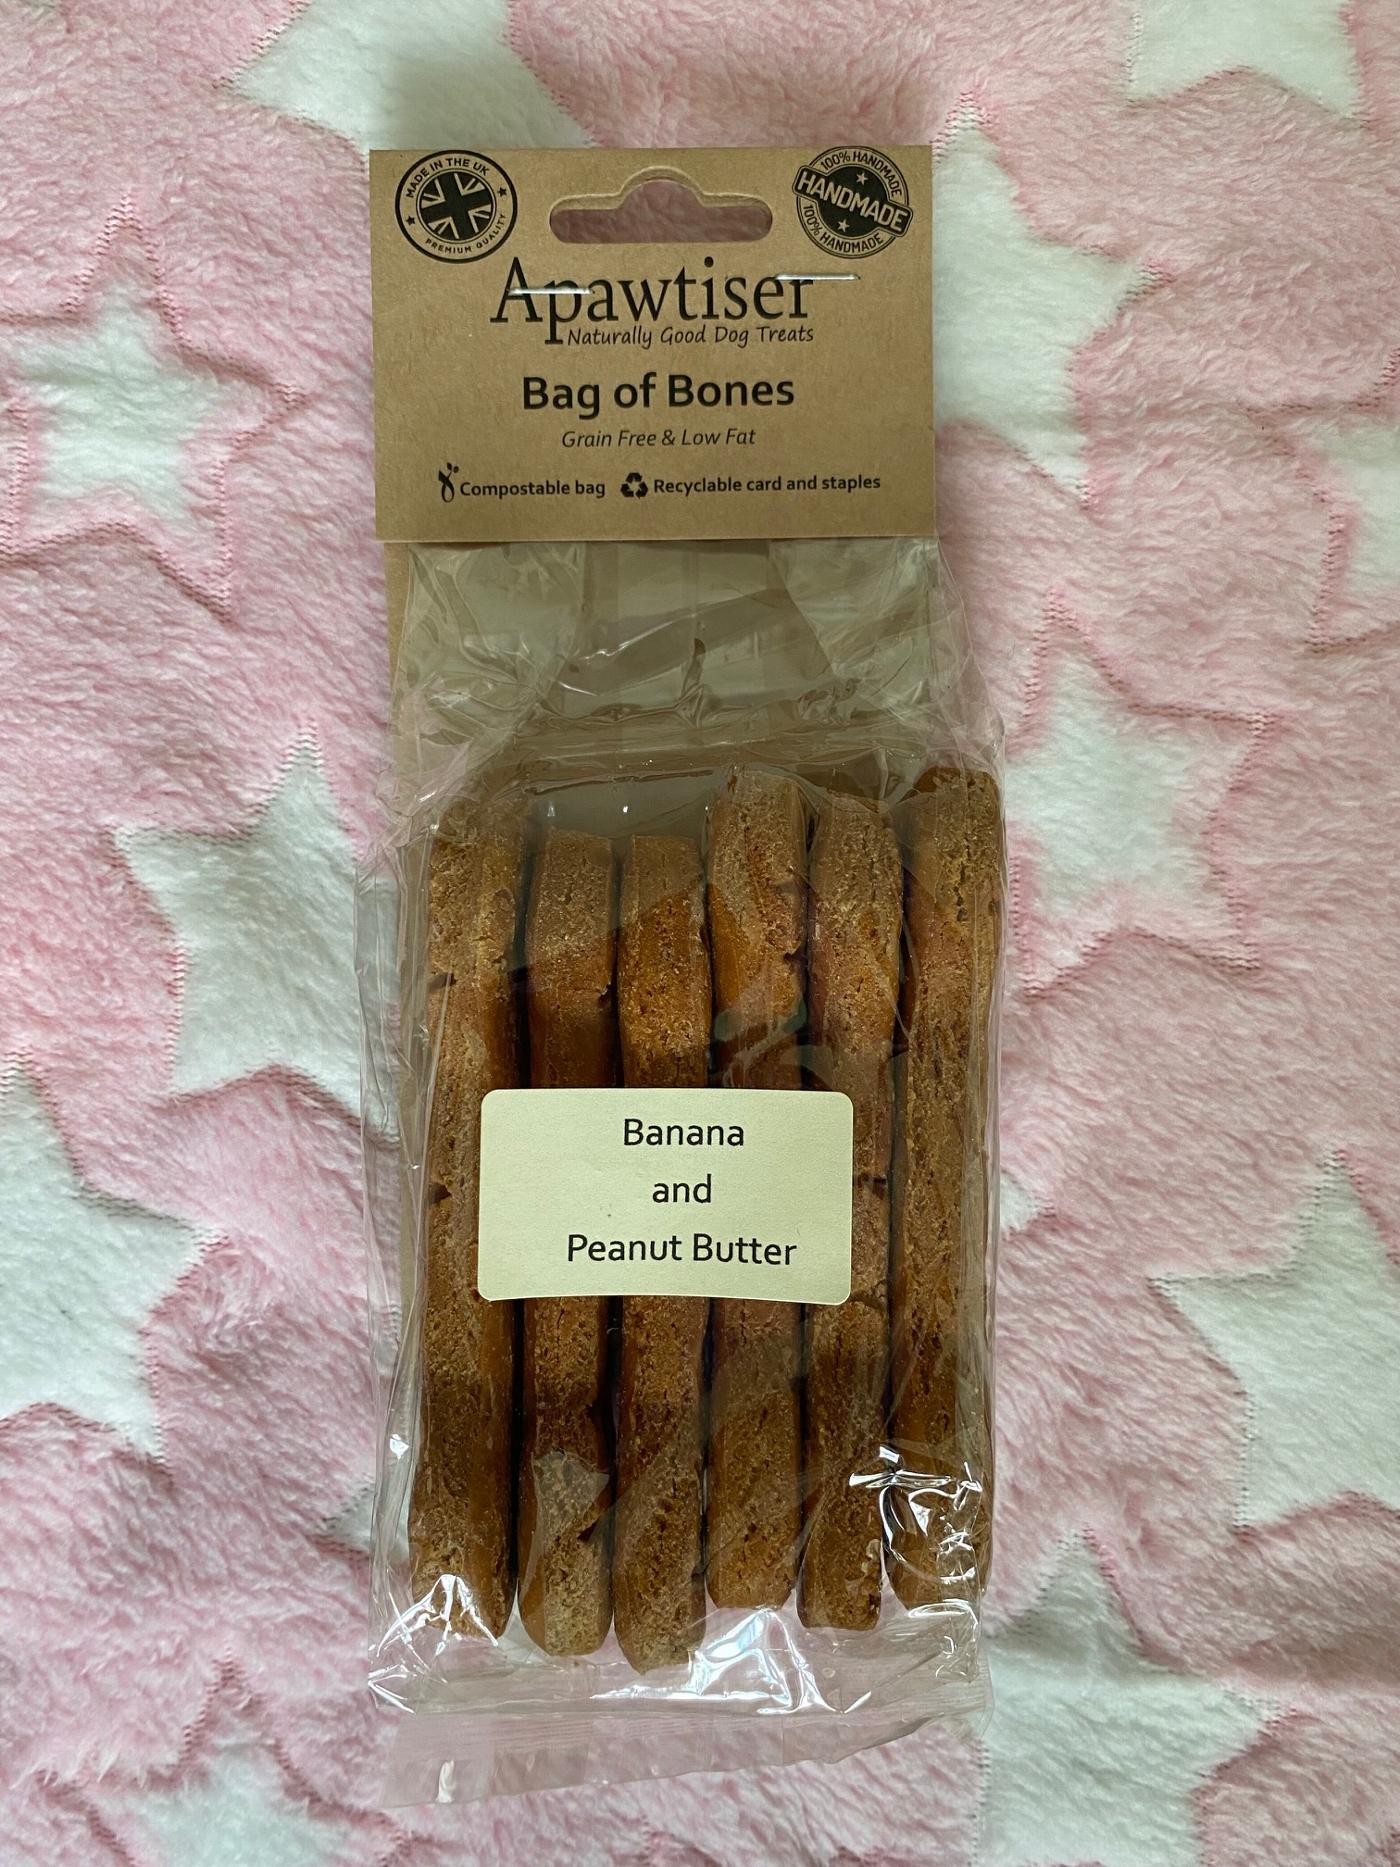 MADE IN THE UK
PREMIUM QUALITY
100% HANDMADE
HANDMADE
100% HANDMADE
Apawtiser
Naturally Good Dog Treats
Bag of Bones
Grain Free & Low Fat
Compostable bag
Recyclable card and staples
Banana
and
Peanut Butter